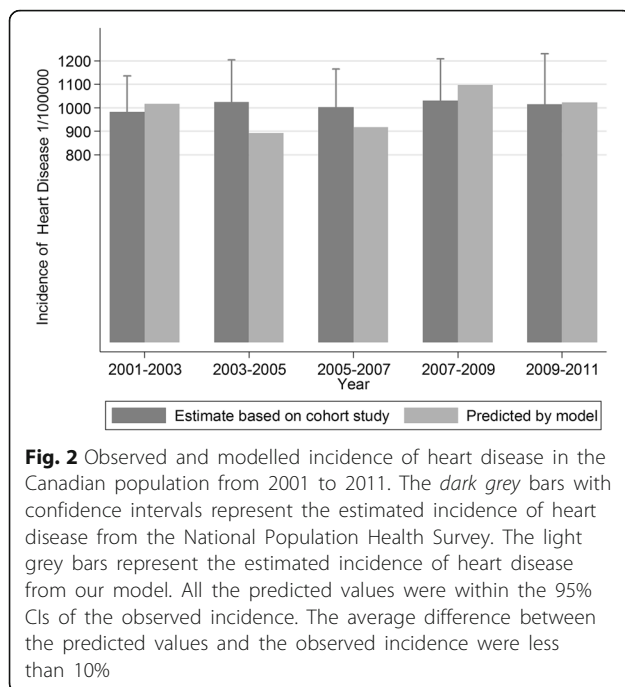 1200
1100
1000
900
800
Incidence of Heart Disease 1/100000
2001-2003 2003-2005 2005-2007 2007-2009 2009-2011
Year
Estimate based on cohort study Predicted by model
Fig. 2 Observed and modelled incidence of heart disease in the
Canadian population from 2001 to 2011. The dark grey bars with
confidence intervals represent the estimated incidence of heart
disease from the National Population Health Survey. The light
grey bars represent the estimated incidence of heart disease
from our model. All the predicted values were within the 95%
CIs of the observed incidence. The average difference between
the predicted values and the observed incidence were less
than 10%